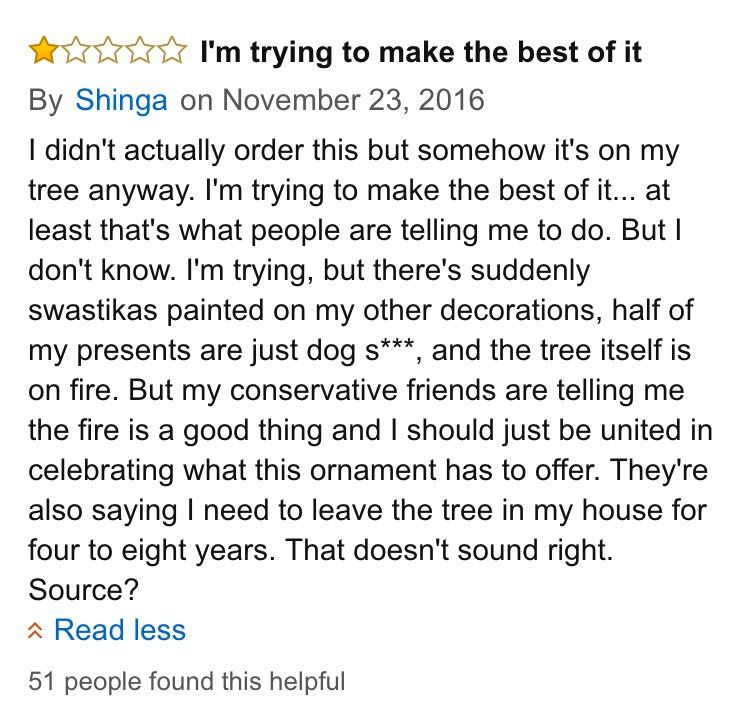 I'm trying to make the best of it
By Shinga on November 23, 2016
I didn't actually order this but somehow it's on my
tree anyway. I'm trying to make the best of it... at
least that's what people are telling me to do. But I
don't know. I'm trying, but there's suddenly
swastikas painted on my other decorations, half of
my presents are just dog s***, and the tree itself is
on fire. But my conservative friends are telling me
the fire is a good thing and I should just be united in
celebrating what this ornament has to offer. They're
also saying I need to leave the tree in my house for
four to eight years. That doesn't sound right.
Source?
Read less
51 people found this helpful